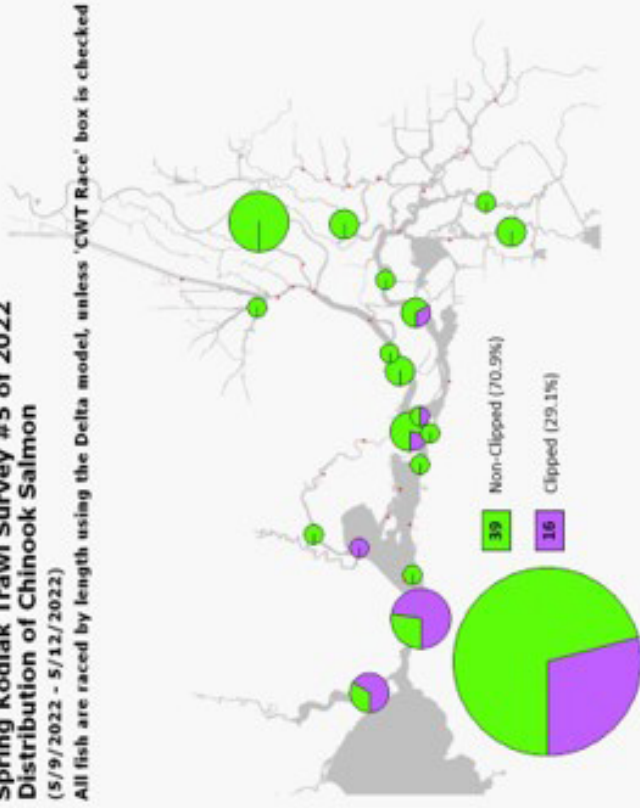 Spring Kodiak Trawl Survey #5 of 2022
Distribution of Chinook Salmon
(5/9/2022 - 5/12/2022)
All fish are raced by length using the Delta model, unless 'CWT Race' box is checked
39 Non-Clipped (70.9%)
16 Clipped (29.1%)